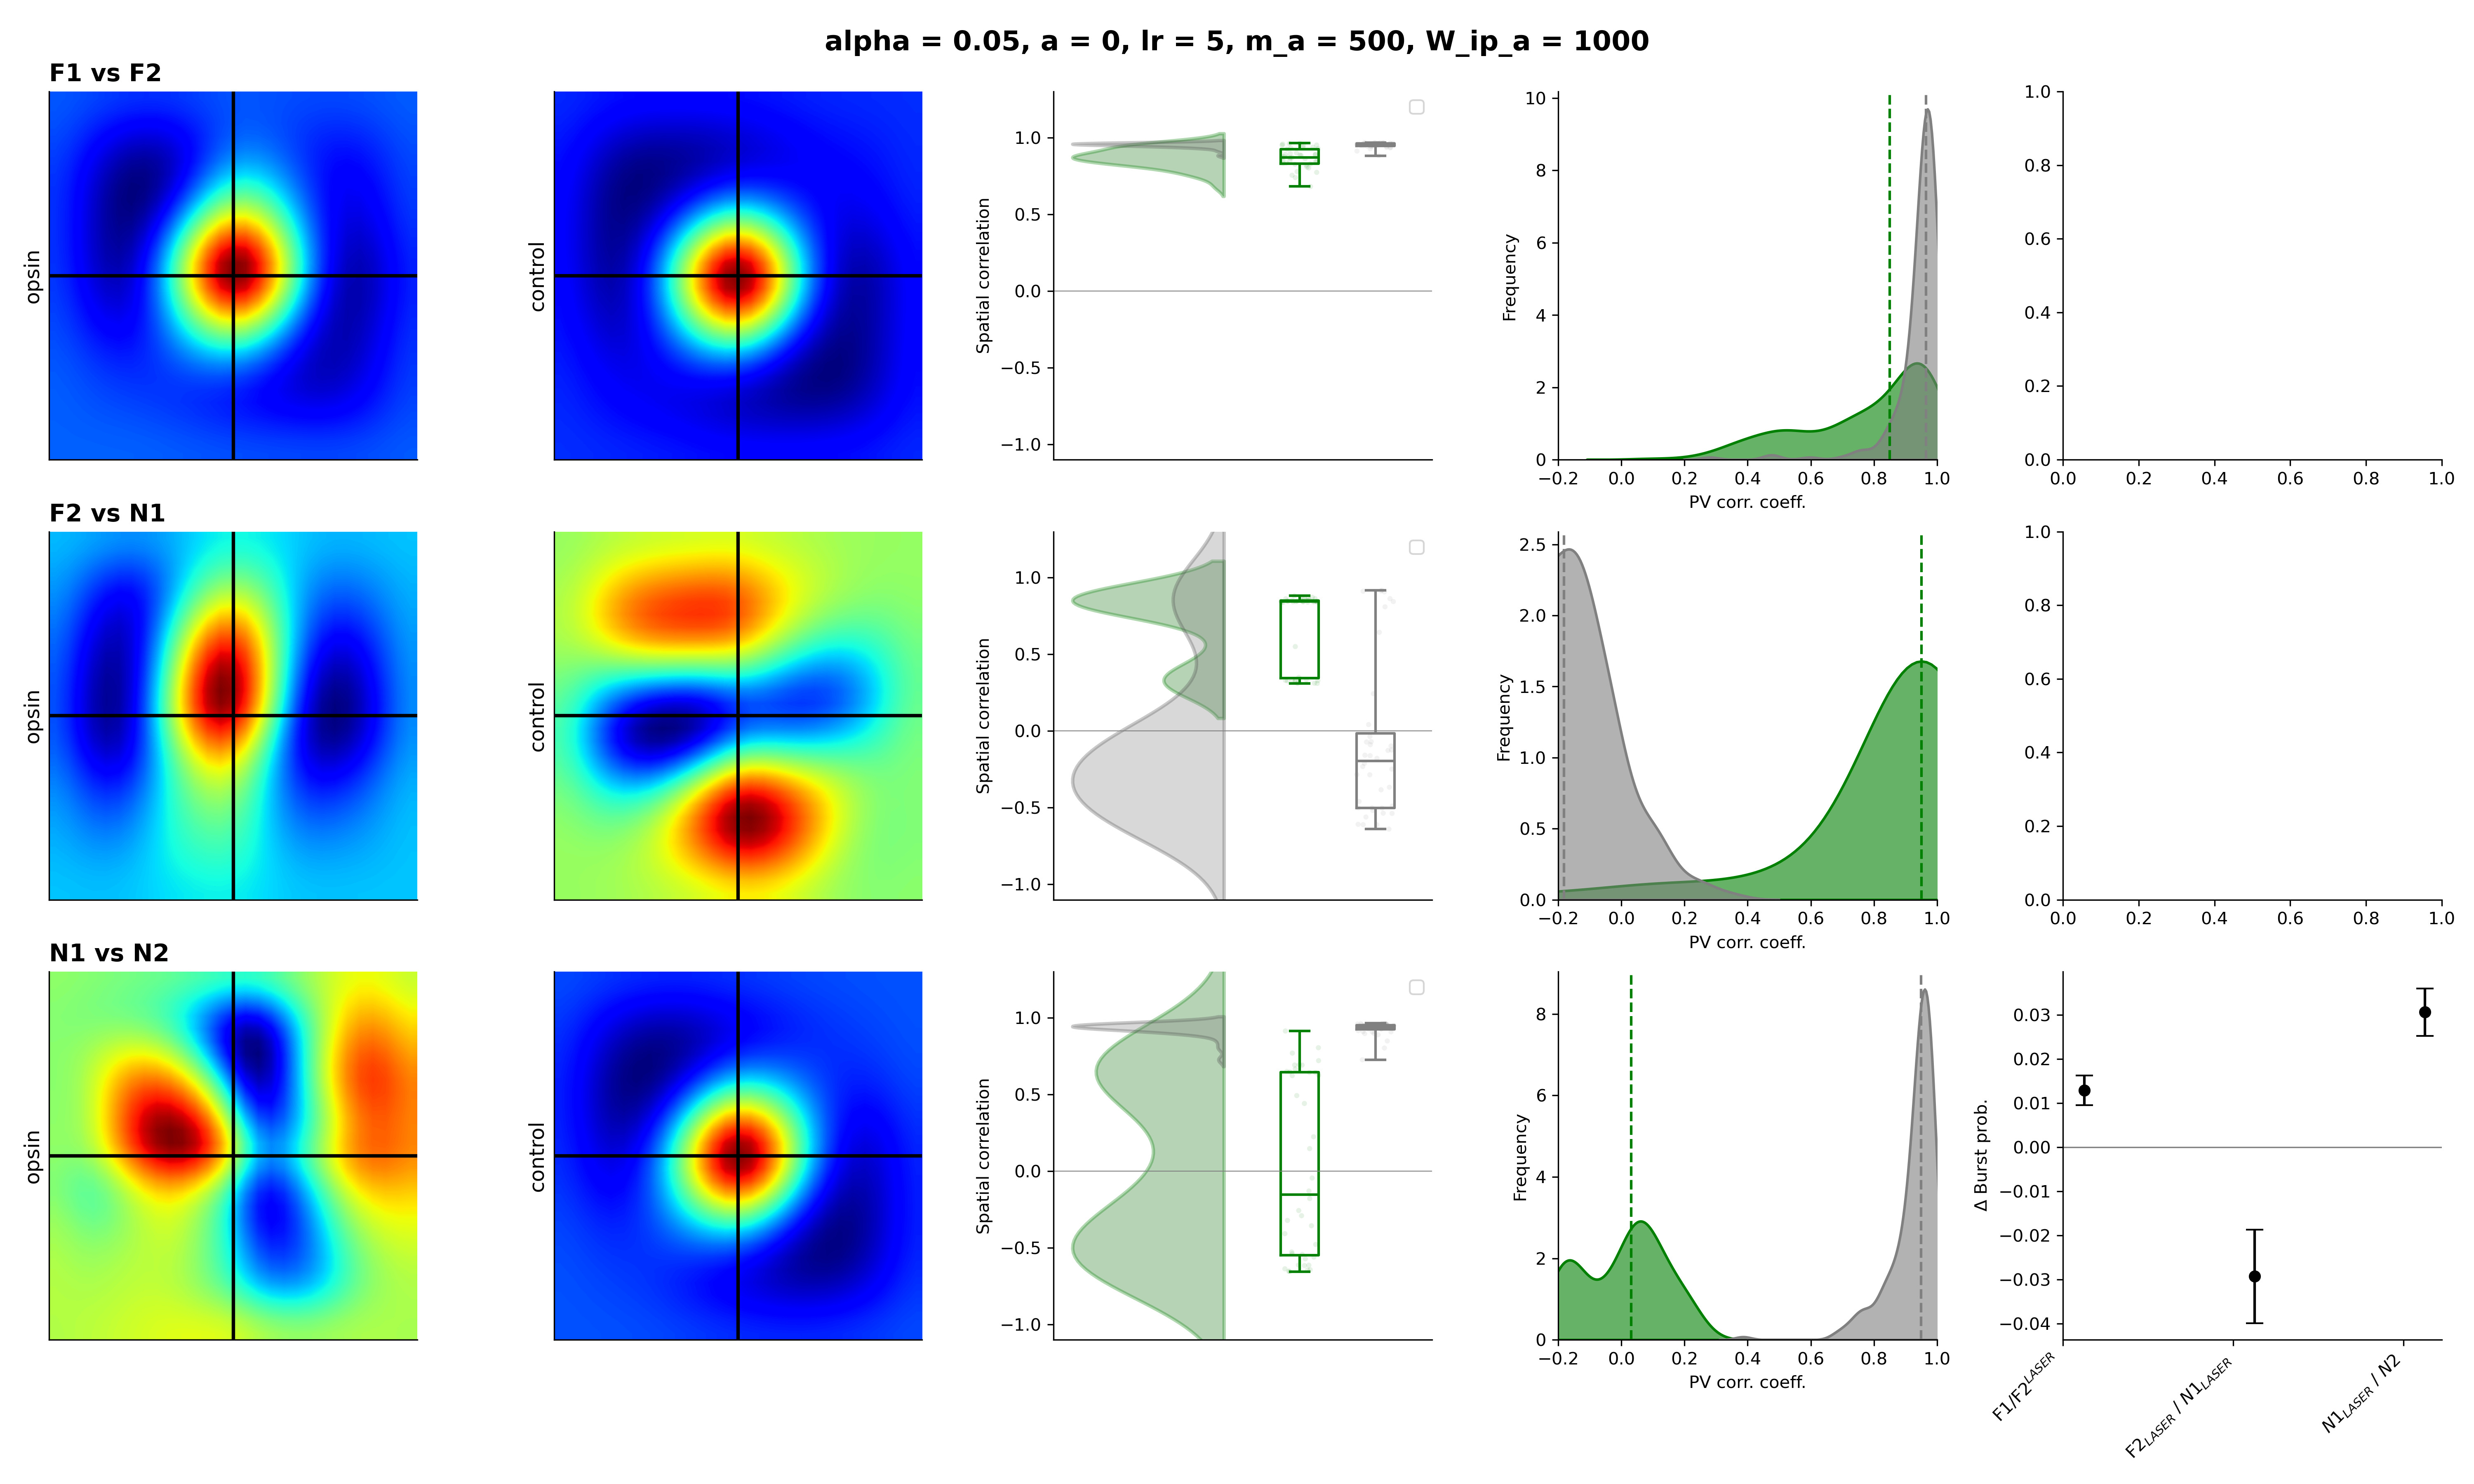 alpha = 0.05, a = 0, lr = 5, m_a = 500, W_ip_a = 1000
F1 vs F2
opsin
control
Spatial correlation
1.0
0.5
0.0
−0.5
−1.0
Frequency
10
8
6
4
2
0
−0.2 0.0 0.2 0.4 0.6 0.8 1.0
PV corr. coeff.
1.0
0.8
0.6
0.4
0.2
0.0
0.0 0.2 0.4 0.6 0.8 1.0
F2 vs N1
opsin
control
Spatial correlation
1.0
0.5
0.0
−0.5
−1.0
Frequency
2.5
2.0
1.5
1.0
0.5
0.0
−0.2 0.0 0.2 0.4 0.6 0.8 1.0
PV corr. coeff.
1.0
0.8
0.6
0.4
0.2
0.0
0.0 0.2 0.4 0.6 0.8 1.0
N1 vs N2
opsin
control
Spatial correlation
1.0
0.5
0.0
−0.5
−1.0
Frequency
8
6
4
2
0
−0.2 0.0 0.2 0.4 0.6 0.8 1.0
PV corr. coeff.
Δ Burst prob.
0.03
0.02
0.01
0.00
−0.01
−0.02
−0.03
−0.04
F1/F2^LASER
F2_LASER / N1_LASER
N1_LASER / N2